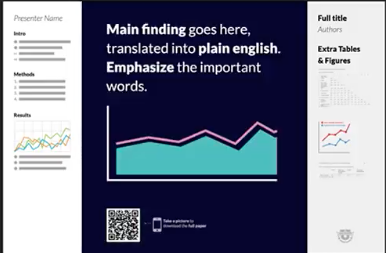 Presenter Name
Intro
Methods
Results
Main finding goes here,
translated into plain english.
Emphasize the important
words.
Take a picture to
download the full paper
Full title
Authors
Extra Tables
& Figures